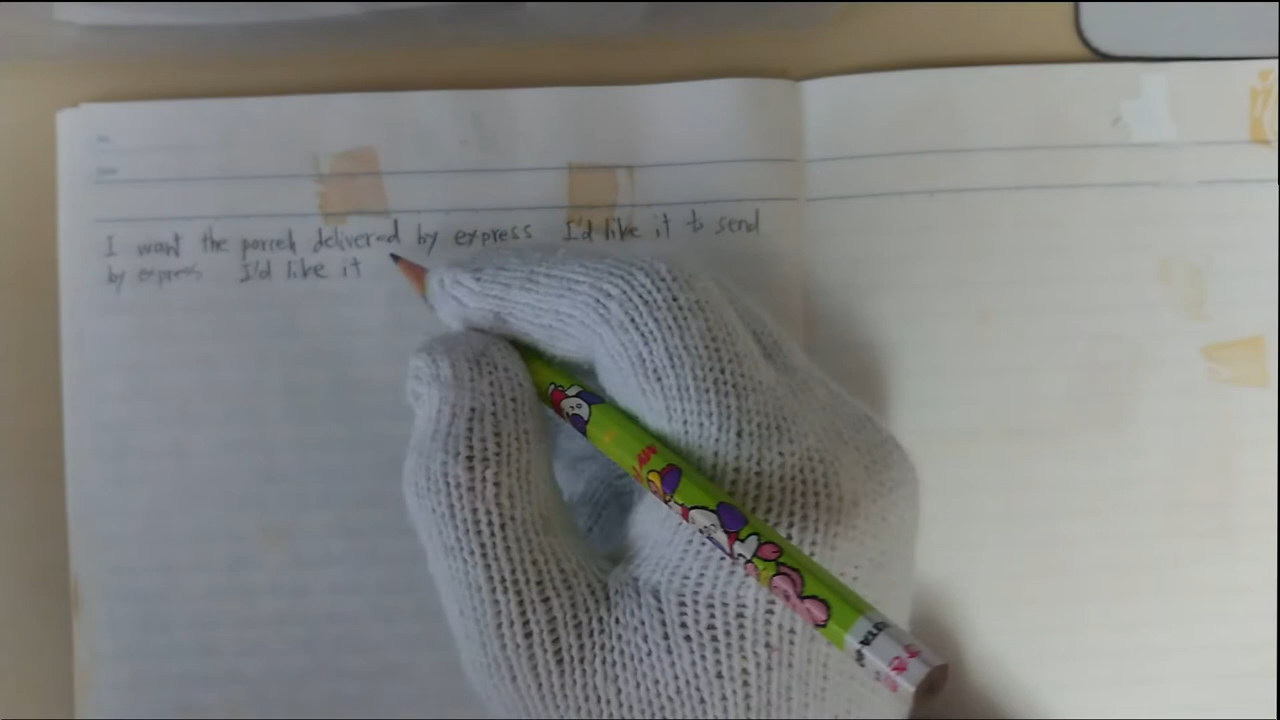 I want the parcel delivered by express I'd like it to send
by express I'd like it